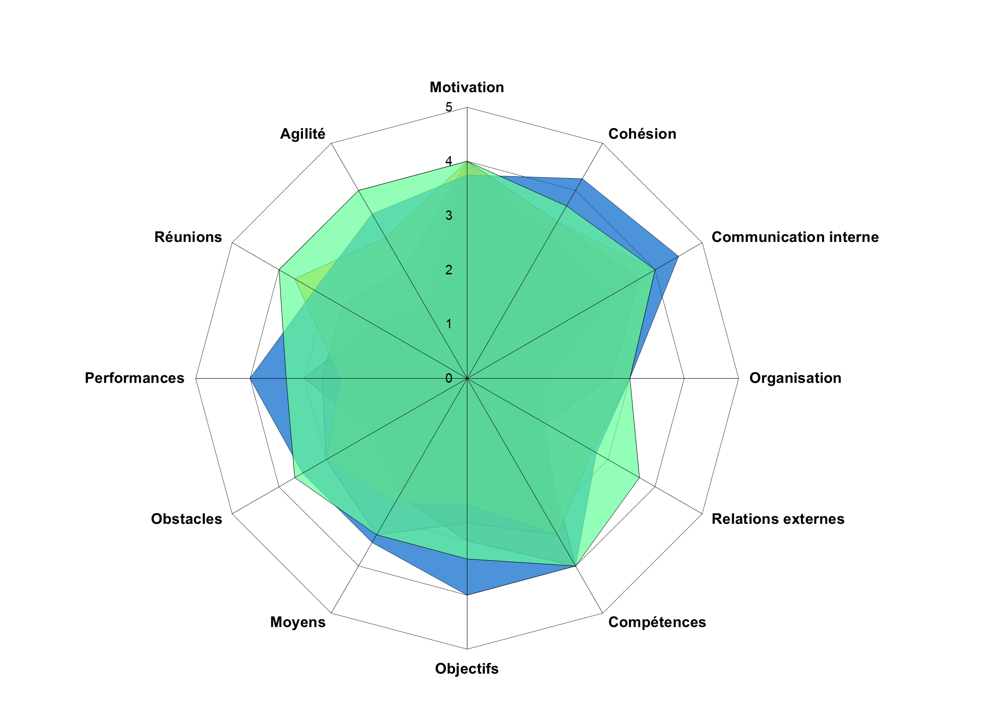 Motivation
5
Agilité
Cohésion
4
3
Réunions
Communication interne
2
1
Performances
0
Organisation
Obstacles
Relations externes
Moyens
Compétences
Objectifs